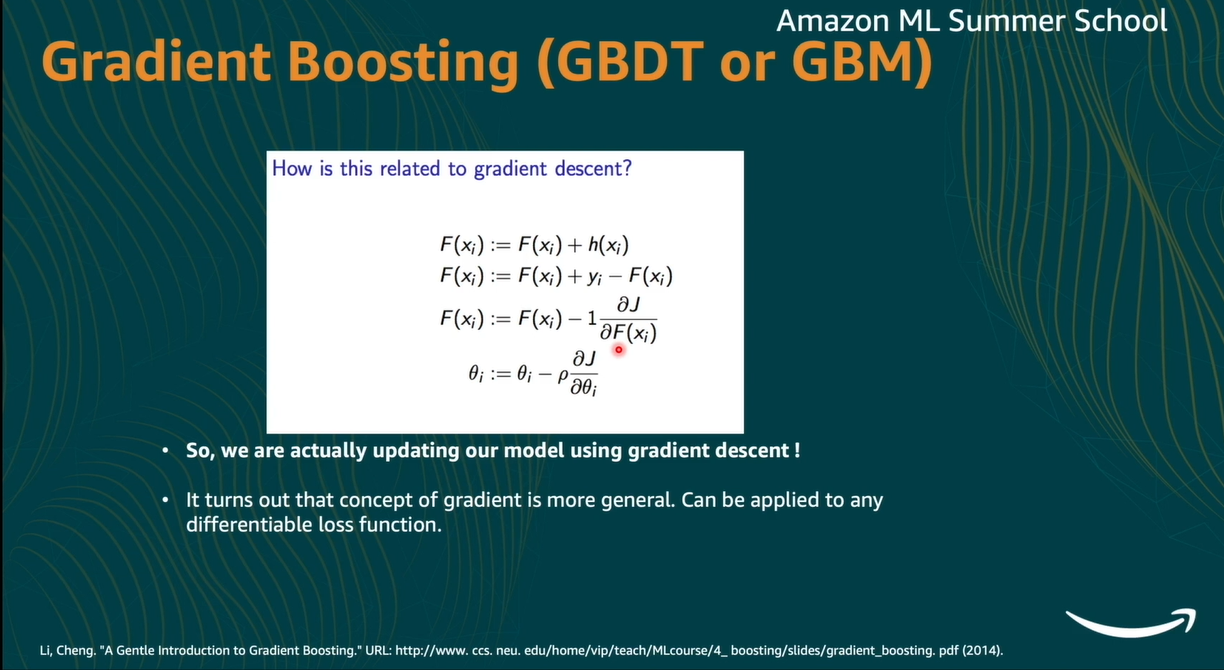 Amazon ML Summer School
Gradient Boosting (GBDT or GBM)
How is this related to gradient descent?
F(xᵢ) := F(xᵢ) + h(xᵢ)
F(xᵢ) := F(xᵢ) + yᵢ − F(xᵢ)
F(xᵢ) := F(xᵢ) − 1 ∂J/∂F(xᵢ)
θᵢ := θᵢ − ρ ∂J/∂θᵢ
• So, we are actually updating our model using gradient descent !
• It turns out that concept of gradient is more general. Can be applied to any
differentiable loss function.
Li, Cheng. "A Gentle Introduction to Gradient Boosting." URL: http://www. ccs. neu. edu/home/vip/teach/MLcourse/4_ boosting/slides/gradient_boosting. pdf (2014).